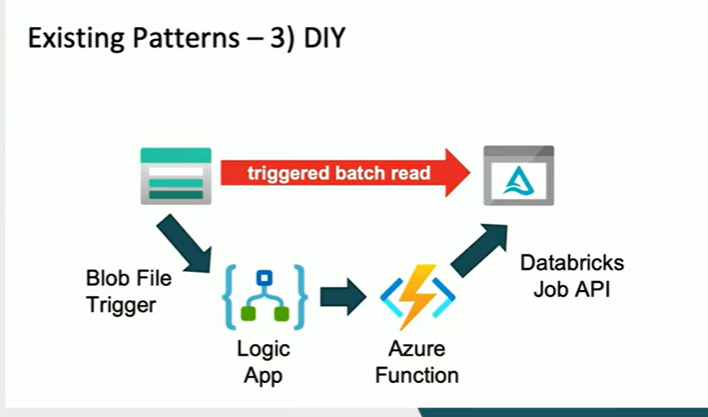 Existing Patterns – 3) DIY
triggered batch read
Blob File
Trigger
Databricks
Job API
Logic
App
Azure
Function